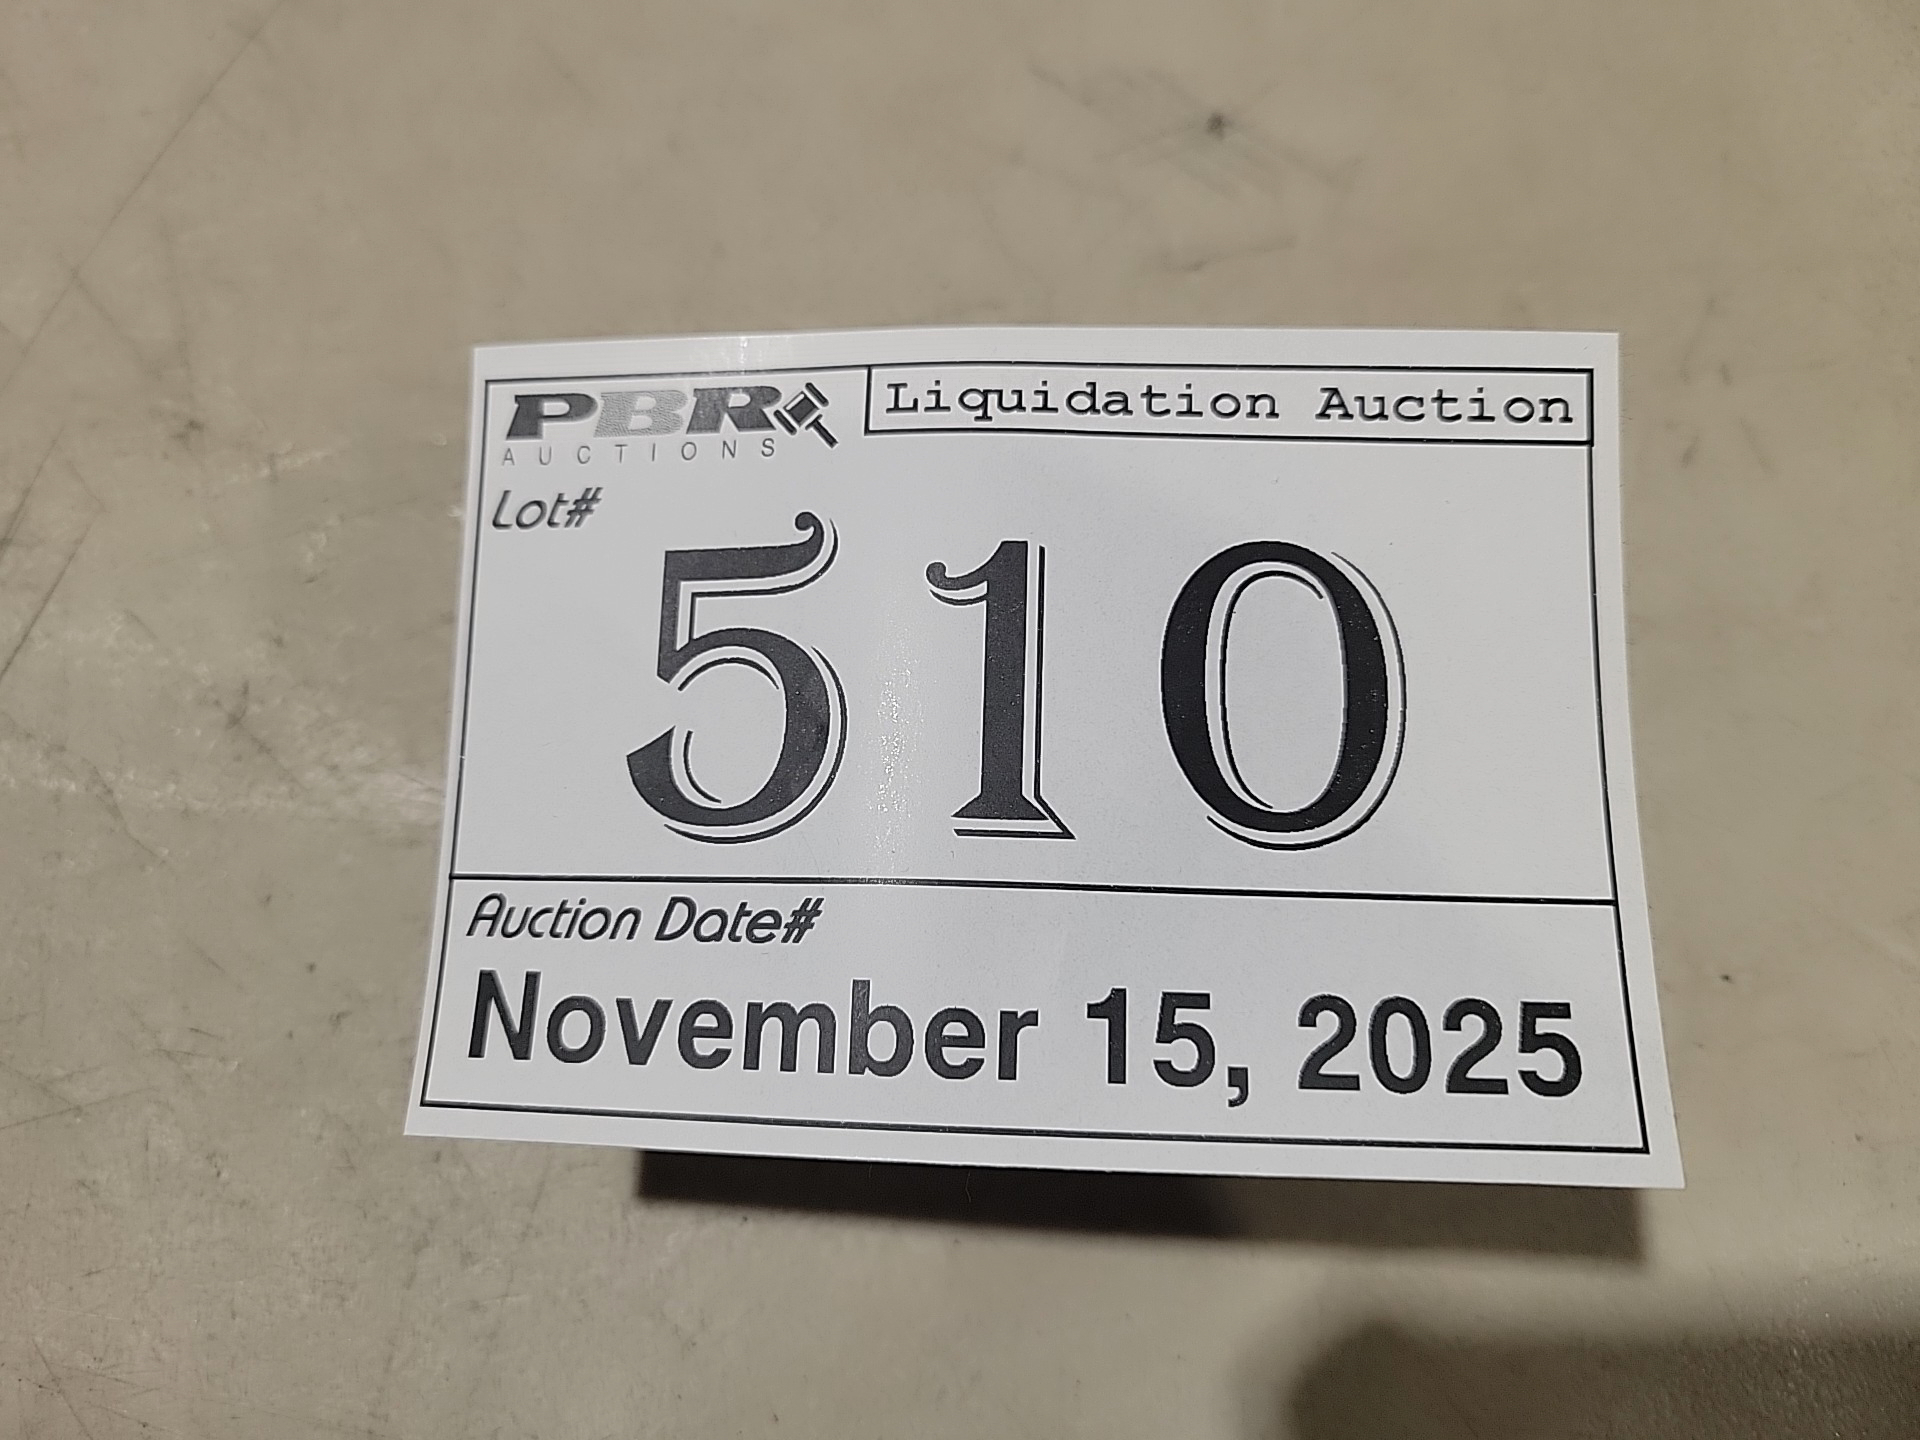 PBR
AUCTIONS
Liquidation Auction
Lot#
510
Auction Date#
November 15, 2025